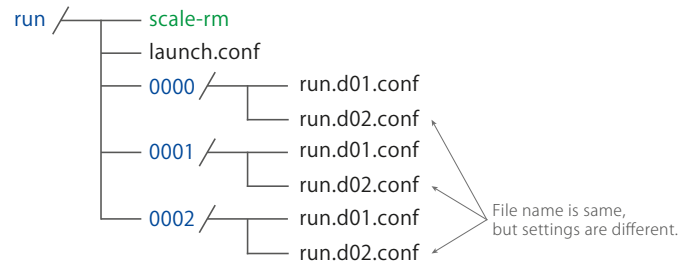 run scale-rm
launch.conf
0000 run.d01.conf
run.d02.conf
0001 run.d01.conf
run.d02.conf
File name is same,
but settings are different.
0002 run.d01.conf
run.d02.conf